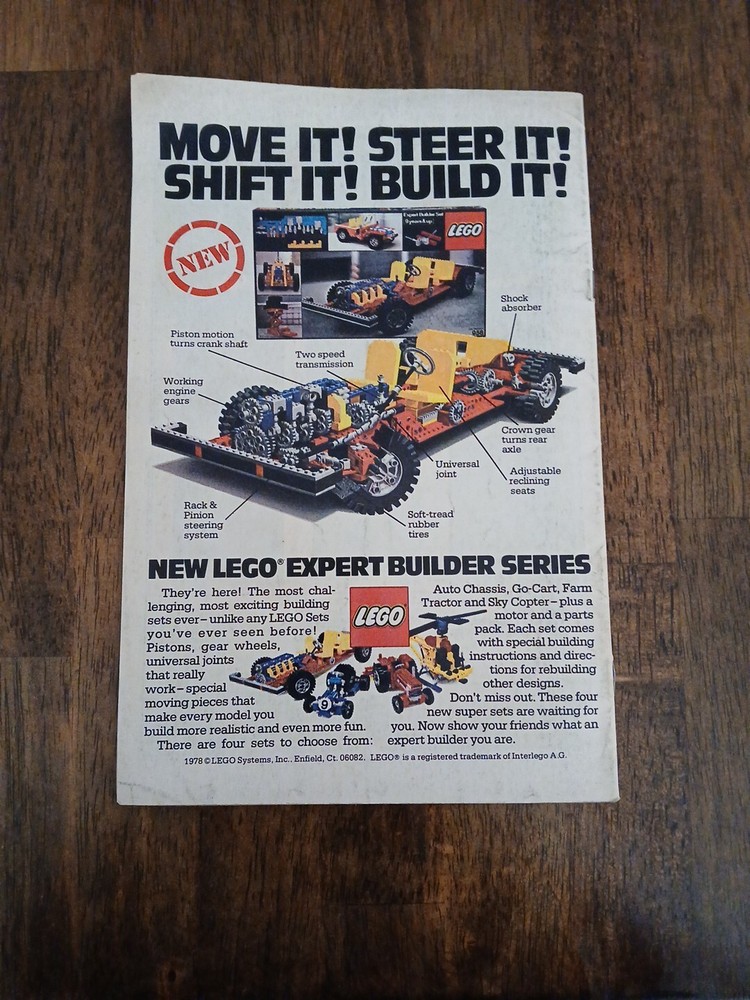 MOVE IT! STEER IT!
SHIFT IT! BUILD IT!
NEW
Expert Builder Set
LEGO
Shock
absorber
Piston motion
turns crank shaft
Two speed
transmission
Working
engine
gears
Crown gear
turns rear
axle
Universal
joint
Adjustable
reclining
seats
Rack &
Pinion
steering
system
Soft-tread
rubber
tires
NEW LEGO® EXPERT BUILDER SERIES
They're here! The most chal-
lenging, most exciting building
sets ever–unlike any LEGO Sets
you've ever seen before!
Pistons, gear wheels,
universal joints
that really
work–special
moving pieces that
make every model you
build more realistic and even more fun.
There are four sets to choose from:
LEGO
9
Auto Chassis, Go-Cart, Farm
Tractor and Sky Copter–plus a
motor and a parts
pack. Each set comes
with special building
instructions and direc-
tions for rebuilding
other designs.
Don't miss out. These four
new super sets are waiting for
you. Now show your friends what an
expert builder you are.
1978 © LEGO Systems, Inc., Enfield, Ct. 06082. LEGO® is a registered trademark of Interlego A.G.